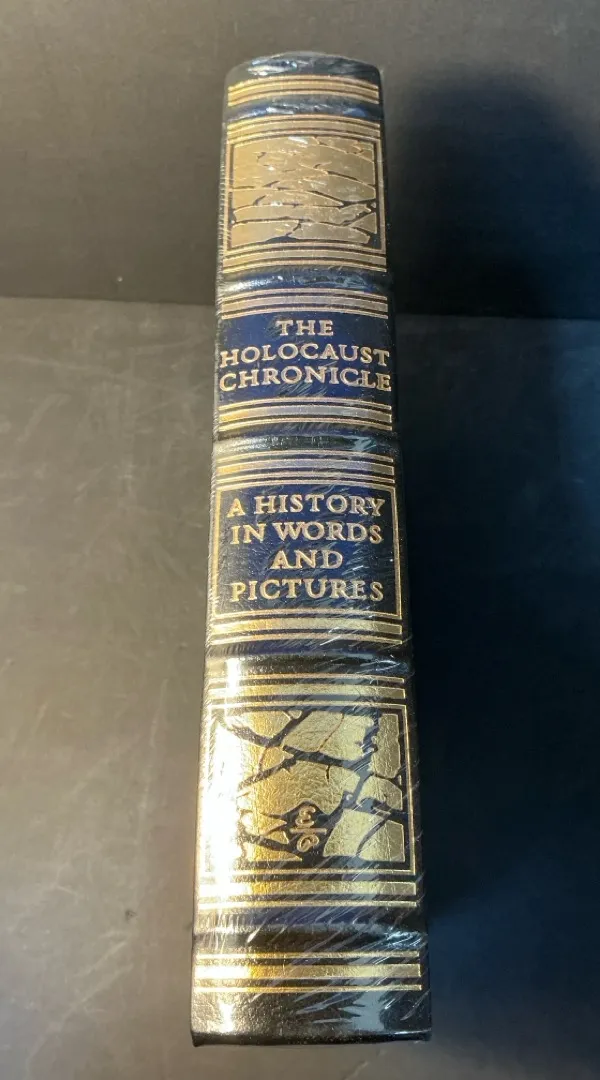 THE
HOLOCAUST
CHRONICLE
A HISTORY
IN WORDS
AND
PICTURES